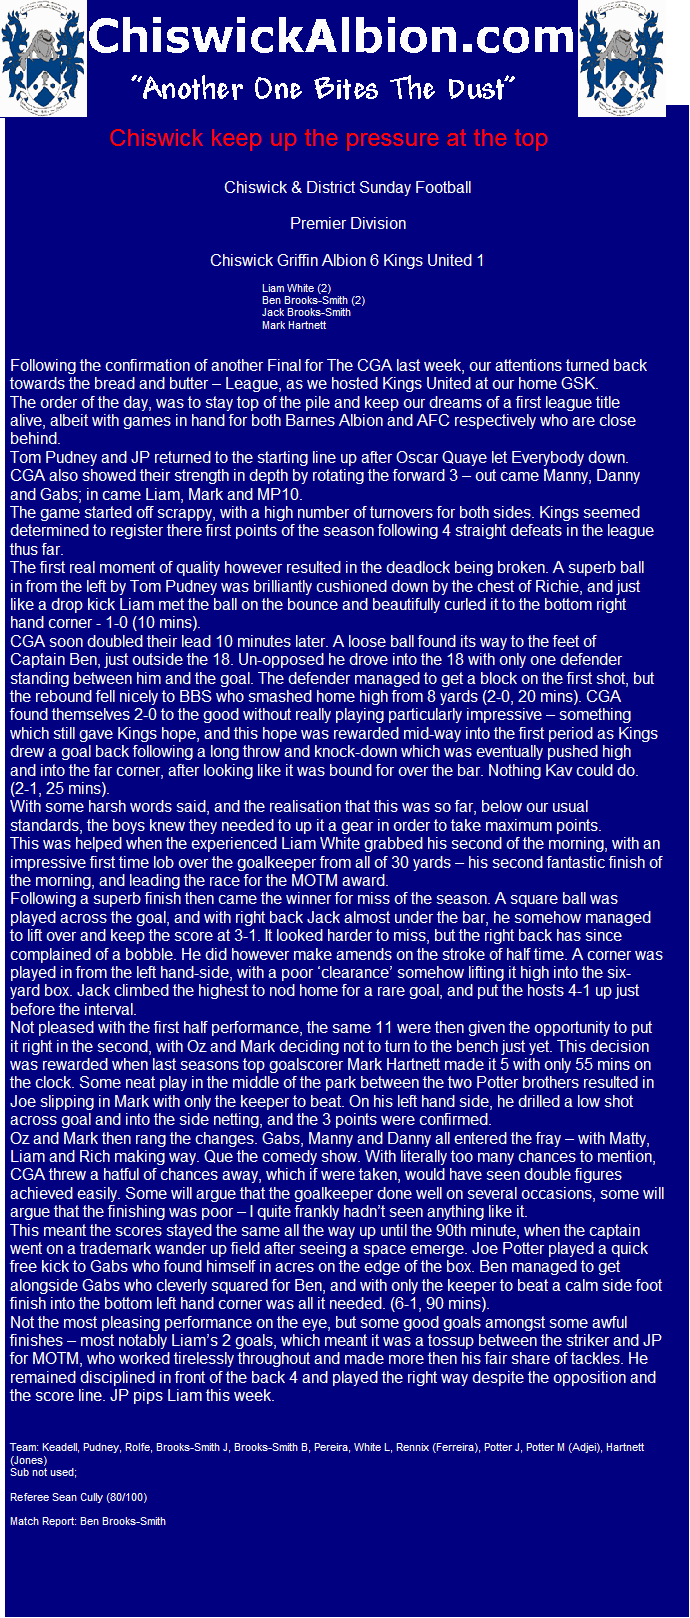 ChiswickAlbion.com
“Another One Bites The Dust”
Chiswick keep up the pressure at the top
Chiswick & District Sunday Football
Premier Division
Chiswick Griffin Albion 6 Kings United 1
Liam White (2)
Ben Brooks-Smith (2)
Jack Brooks-Smith
Mark Hartnett
Following the confirmation of another Final for The CGA last week, our attentions turned back
towards the bread and butter – League, as we hosted Kings United at our home GSK.
The order of the day, was to stay top of the pile and keep our dreams of a first league title
alive, albeit with games in hand for both Barnes Albion and AFC respectively who are close
behind.
Tom Pudney and JP returned to the starting line up after Oscar Quaye let Everybody down.
CGA also showed their strength in depth by rotating the forward 3 – out came Manny, Danny
and Gabs; in came Liam, Mark and MP10.
The game started off scrappy, with a high number of turnovers for both sides. Kings seemed
determined to register there first points of the season following 4 straight defeats in the league
thus far.
The first real moment of quality however resulted in the deadlock being broken. A superb ball
in from the left by Tom Pudney was brilliantly cushioned down by the chest of Richie, and just
like a drop kick Liam met the ball on the bounce and beautifully curled it to the bottom right
hand corner - 1-0 (10 mins).
CGA soon doubled their lead 10 minutes later. A loose ball found its way to the feet of
Captain Ben, just outside the 18. Un-opposed he drove into the 18 with only one defender
standing between him and the goal. The defender managed to get a block on the first shot, but
the rebound fell nicely to BBS who smashed home high from 8 yards (2-0, 20 mins). CGA
found themselves 2-0 to the good without really playing particularly impressive – something
which still gave Kings hope, and this hope was rewarded mid-way into the first period as Kings
drew a goal back following a long throw and knock-down which was eventually pushed high
and into the far corner, after looking like it was bound for over the bar. Nothing Kav could do.
(2-1, 25 mins).
With some harsh words said, and the realisation that this was so far, below our usual
standards, the boys knew they needed to up it a gear in order to take maximum points.
This was helped when the experienced Liam White grabbed his second of the morning, with an
impressive first time lob over the goalkeeper from all of 30 yards – his second fantastic finish of
the morning, and leading the race for the MOTM award.
Following a superb finish then came the winner for miss of the season. A square ball was
played across the goal, and with right back Jack almost under the bar, he somehow managed
to lift over and keep the score at 3-1. It looked harder to miss, but the right back has since
complained of a bobble. He did however make amends on the stroke of half time. A corner was
played in from the left hand-side, with a poor ‘clearance’ somehow lifting it high into the six-
yard box. Jack climbed the highest to nod home for a rare goal, and put the hosts 4-1 up just
before the interval.
Not pleased with the first half performance, the same 11 were then given the opportunity to put
it right in the second, with Oz and Mark deciding not to turn to the bench just yet. This decision
was rewarded when last seasons top goalscorer Mark Hartnett made it 5 with only 55 mins on
the clock. Some neat play in the middle of the park between the two Potter brothers resulted in
Joe slipping in Mark with only the keeper to beat. On his left hand side, he drilled a low shot
across goal and into the side netting, and the 3 points were confirmed.
Oz and Mark then rang the changes. Gabs, Manny and Danny all entered the fray – with Matty,
Liam and Rich making way. Que the comedy show. With literally too many chances to mention,
CGA threw a hatful of chances away, which if were taken, would have seen double figures
achieved easily. Some will argue that the goalkeeper done well on several occasions, some will
argue that the finishing was poor – I quite frankly hadn’t seen anything like it.
This meant the scores stayed the same all the way up until the 90th minute, when the captain
went on a trademark wander up field after seeing a space emerge. Joe Potter played a quick
free kick to Gabs who found himself in acres on the edge of the box. Ben managed to get
alongside Gabs who cleverly squared for Ben, and with only the keeper to beat a calm side foot
finish into the bottom left hand corner was all it needed. (6-1, 90 mins).
Not the most pleasing performance on the eye, but some good goals amongst some awful
finishes – most notably Liam’s 2 goals, which meant it was a tossup between the striker and JP
for MOTM, who worked tirelessly throughout and made more then his fair share of tackles. He
remained disciplined in front of the back 4 and played the right way despite the opposition and
the score line. JP pips Liam this week.
Team: Keadell, Pudney, Rolfe, Brooks-Smith J, Brooks-Smith B, Pereira, White L, Rennix (Ferreira), Potter J, Potter M (Adjei), Hartnett
(Jones)
Sub not used;
Referee Sean Cully (80/100)
Match Report: Ben Brooks-Smith